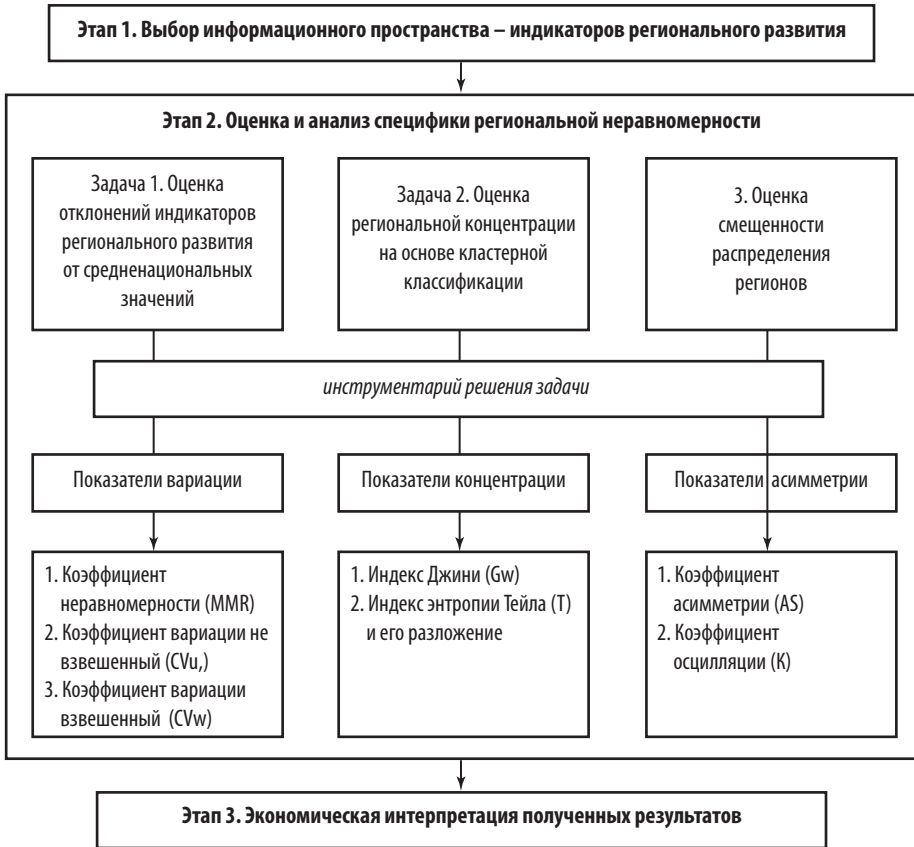 Этап 1. Выбор информационного пространства – индикаторов регионального развития
Этап 2. Оценка и анализ специфики региональной неравномерности
Задача 1. Оценка
отклонений индикаторов
регионального развития
от средненациональных
значений
Задача 2. Оценка
региональной концентрации
на основе кластерной
классификации
3. Оценка
смещенности
распределения
регионов
инструментарий решения задачи
Показатели вариации
Показатели концентрации
Показатели асимметрии
1. Коэффициент
неравномерности (MMR)
2. Коэффициент вариации не
взвешенный (CVu,)
3. Коэффициент вариации
взвешенный (CVw)
1. Индекс Джини (Gw)
2. Индекс энтропии Тейла (T)
и его разложение
1. Коэффициент
асимметрии (AS)
2. Коэффициент
осцилляции (K)
Этап 3. Экономическая интерпретация полученных результатов